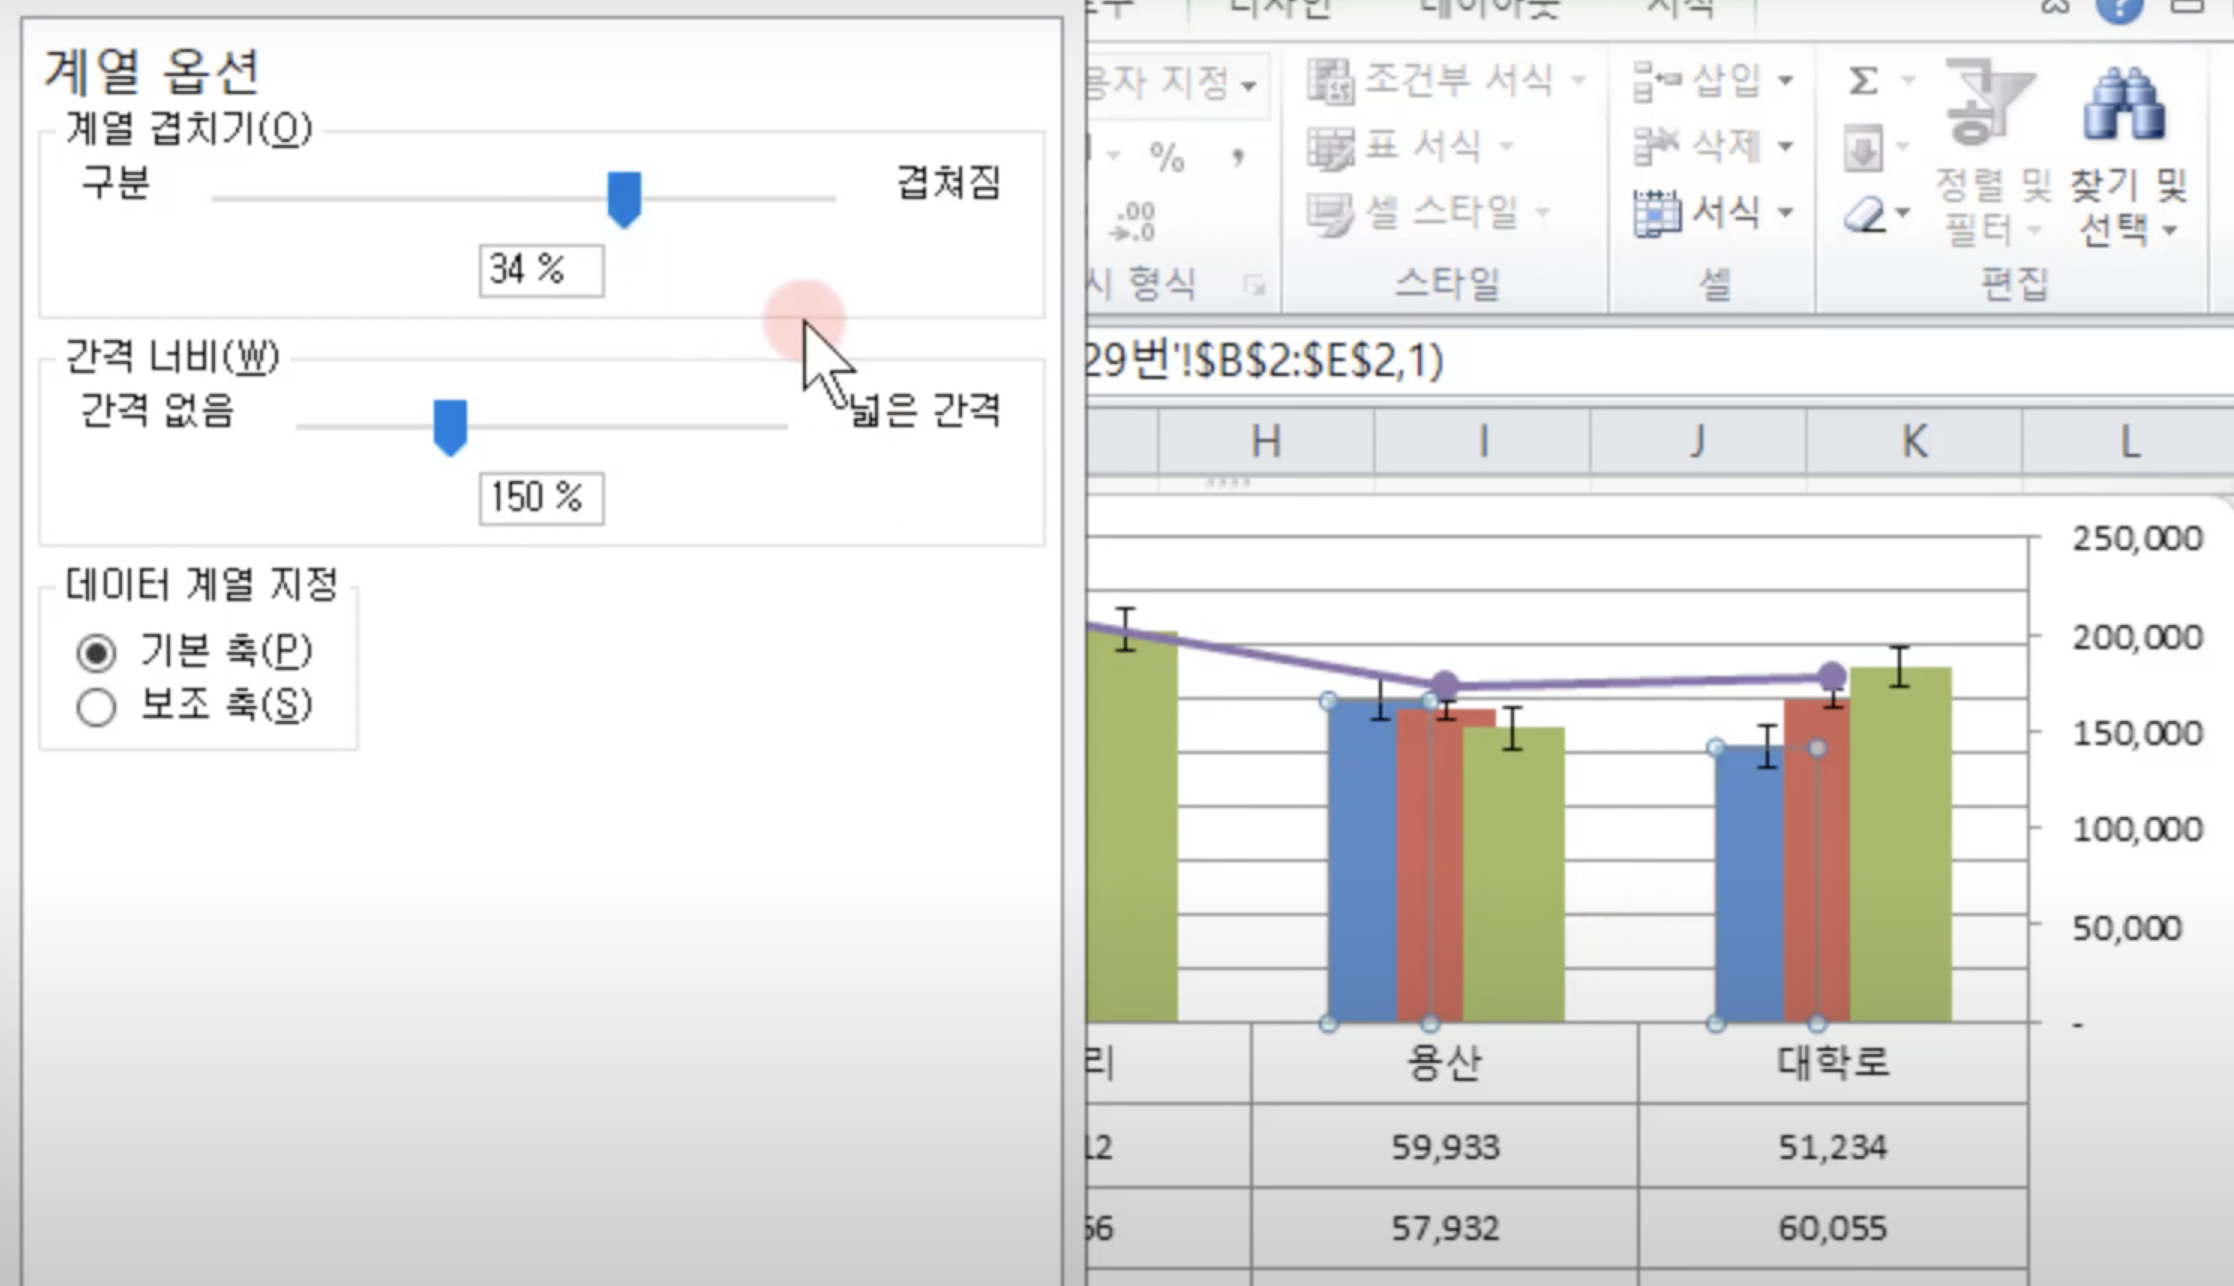 계열 옵션
계열 겹치기(O)
구분
겹쳐짐
34 %
간격 너비(W)
간격 없음
넓은 간격
150 %
데이터 계열 지정
기본 축(P)
보조 축(S)
디자인
레이아웃
서식
용자 지정
조건부 서식
삽입
Σ
%
,
표 서식
삭제
.00
.0
셀 스타일
서식
정렬 및
필터
찾기 및
선택
시 형식
스타일
셀
편집
29번'!$B$2:$E$2,1)
H
I
J
K
L
250,000
200,000
150,000
100,000
50,000
-
리
용산
대학로
12
59,933
51,234
66
57,932
60,055